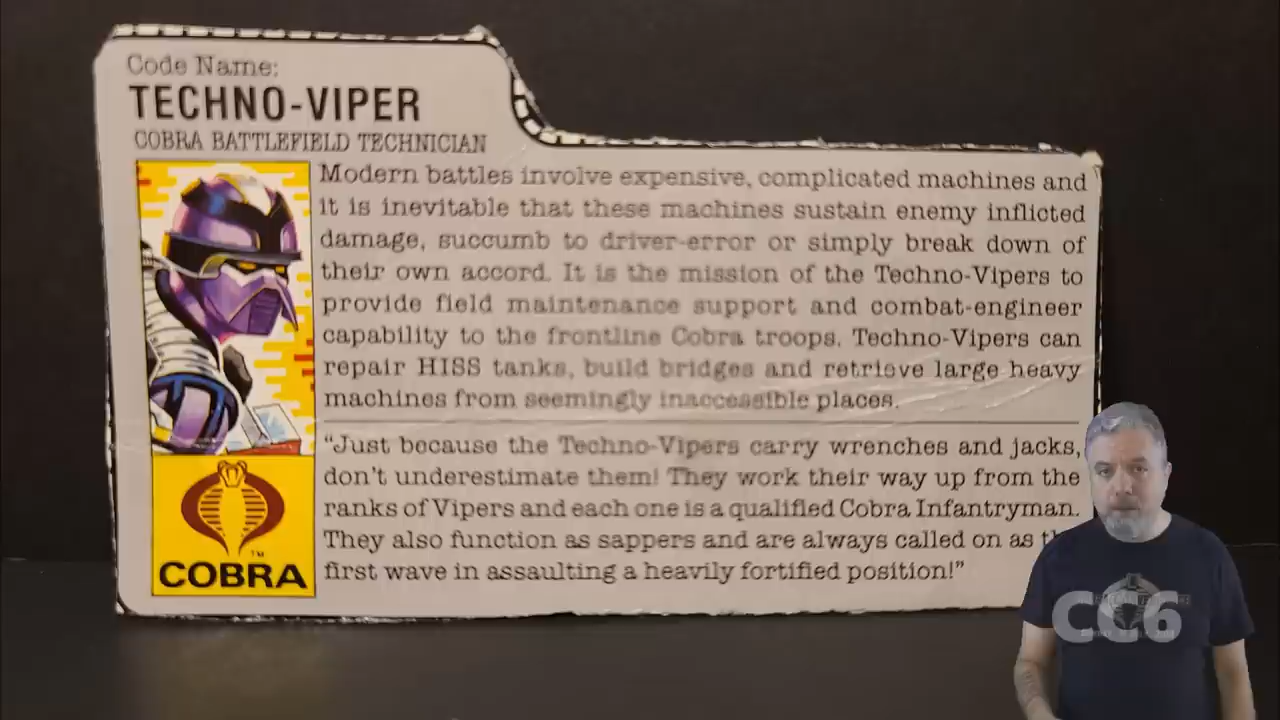 Code Name:
TECHNO-VIPER
COBRA BATTLEFIELD TECHNICIAN
Modern battles involve expensive, complicated machines and
it is inevitable that these machines sustain enemy inflicted
damage, succumb to driver-error or simply break down of
their own accord. It is the mission of the Techno-Vipers to
provide field maintenance support and combat-engineer
capability to the frontline Cobra troops. Techno-Vipers can
repair HISS tanks, build bridges and retrieve large heavy
machines from seemingly inaccessible places.
“Just because the Techno-Vipers carry wrenches and jacks,
don't underestimate them! They work their way up from the
ranks of Vipers and each one is a qualified Cobra Infantryman.
They also function as sappers and are always called on as
first wave in assaulting a heavily fortified position!”
TM
COBRA
CC6